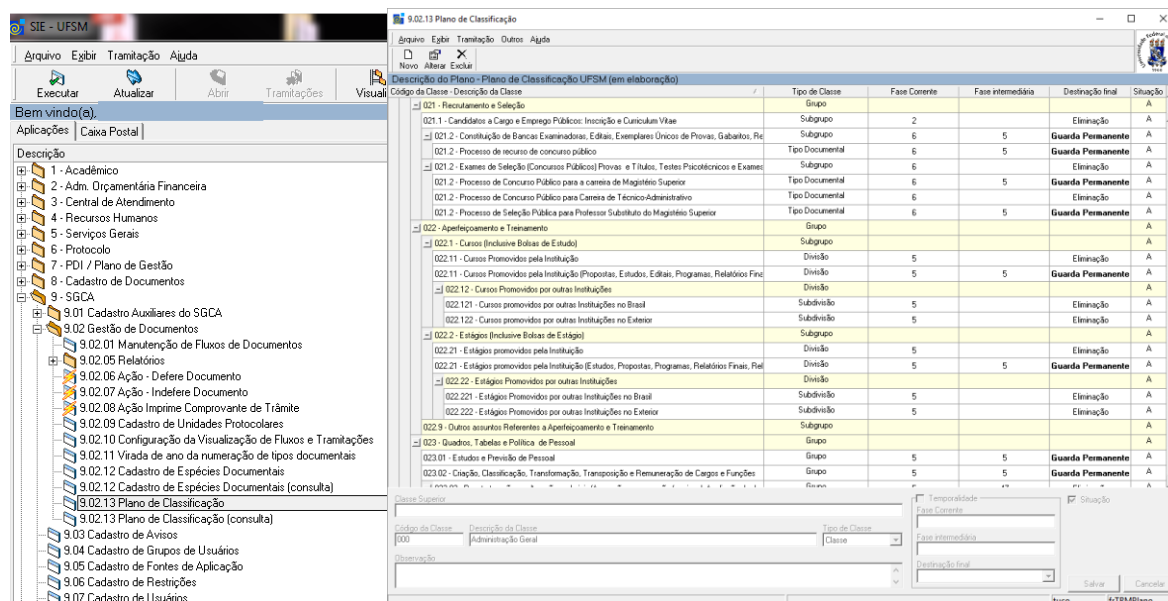 SIE - UFSM
Arquivo Exibir Tramitação Ajuda
Executar Atualizar Abrir Tramitações Visuali
Bem vindo(a),
Aplicações Caixa Postal
Descrição
1 - Acadêmico
2 - Adm. Orçamentária Financeira
3 - Central de Atendimento
4 - Recursos Humanos
5 - Serviços Gerais
6 - Protocolo
7 - PDI / Plano de Gestão
8 - Cadastro de Documentos
9 - SGCA
9.01 Cadastro Auxiliares do SGCA
9.02 Gestão de Documentos
9.02.01 Manutenção de Fluxos de Documentos
9.02.05 Relatórios
9.02.06 Ação - Defere Documento
9.02.07 Ação - Indefere Documento
9.02.08 Ação Imprime Comprovante de Trâmite
9.02.09 Cadastro de Unidades Protocolares
9.02.10 Configuração da Visualização de Fluxos e Tramitações
9.02.11 Virada de ano da numeração de tipos documentais
9.02.12 Cadastro de Espécies Documentais
9.02.12 Cadastro de Espécies Documentais (consulta)
9.02.13 Plano de Classificação
9.02.13 Plano de Classificação (consulta)
9.03 Cadastro de Avisos
9.04 Cadastro de Grupos de Usuários
9.05 Cadastro de Fontes de Aplicação
9.06 Cadastro de Restrições
9.07 Cadastro de Usuários
9.02.13 Plano de Classificação
Arquivo Exibir Tramitação Outros Ajuda
Novo Alterar Excluir
Descrição do Plano - Plano de Classificação UFSM (em elaboração)
Código da Classe - Descrição da Classe Tipo de Classe Fase Corrente Fase intermediária Destinação final Situação
021 - Recrutamento e Seleção Grupo A
021.1 - Candidatos a Cargo e Emprego Públicos: Inscrição e Curriculum Vitae Subgrupo 2 Eliminação A
021.2 - Constituição de Bancas Examinadoras, Editais, Exemplares Únicos de Provas, Gabaritos, Re Subgrupo 6 5 Guarda Permanente A
021.2 - Processo de recurso de concurso público Tipo Documental 6 5 Guarda Permanente A
021.2 - Exames de Seleção (Concursos Públicos) Provas e Títulos, Testes Psicotécnicos e Exames Subgrupo 6 Eliminação A
021.2 - Processo de Concurso Público para a carreira de Magistério Superior Tipo Documental 6 5 Guarda Permanente A
021.2 - Processo de Concurso Público para Carreira de Técnico-Administrativo Tipo Documental 6 Eliminação A
021.2 - Processo de Seleção Pública para Professor Substituto do Magistério Superior Tipo Documental 6 5 Guarda Permanente A
022 - Aperfeiçoamento e Treinamento Grupo A
022.1 - Cursos (Inclusive Bolsas de Estudo) Subgrupo A
022.11 - Cursos Promovidos pela Instituição Divisão 5 Eliminação A
022.11 - Cursos Promovidos pela Instituição (Propostas, Estudos, Editais, Programas, Relatórios Fina Divisão 5 5 Guarda Permanente A
022.12 - Cursos Promovidos por outras Instituições Divisão A
022.121 - Cursos promovidos por outras Instituições no Brasil Subdivisão 5 Eliminação A
022.122 - Cursos promovidos por outras Instituições no Exterior Subdivisão 5 Eliminação A
022.2 - Estágios (Inclusive Bolsas de Estágio) Subgrupo A
022.21 - Estágios promovidos pela Instituição Divisão 5 Eliminação A
022.21 - Estágios promovidos pela Instituição (Estudos, Propostas, Programas, Relatórios Finais, Rel Divisão 5 5 Guarda Permanente A
022.22 - Estágios Promovidos por outras Instituições Divisão A
022.221 - Estágios Promovidos por outras Instituições no Brasil Subdivisão 5 Eliminação A
022.222 - Estágios Promovidos por outras Instituições no Exterior Subdivisão 5 Eliminação A
022.9 - Outros assuntos Referentes a Aperfeiçoamento e Treinamento Subgrupo A
023 - Quadros, Tabelas e Política de Pessoal Grupo A
023.01 - Estudos e Previsão de Pessoal Grupo 5 5 Guarda Permanente A
023.02 - Criação, Classificação, Transformação, Transposição e Remuneração de Cargos e Funções Grupo 5 5 Guarda Permanente A
Classe Superior
Código da Classe Descrição da Classe Tipo de Classe
000 Administração Geral Classe
Observação
Temporalidade
Fase Corrente
Fase intermediária
Destinação final
Situação
Salvar Cancelar